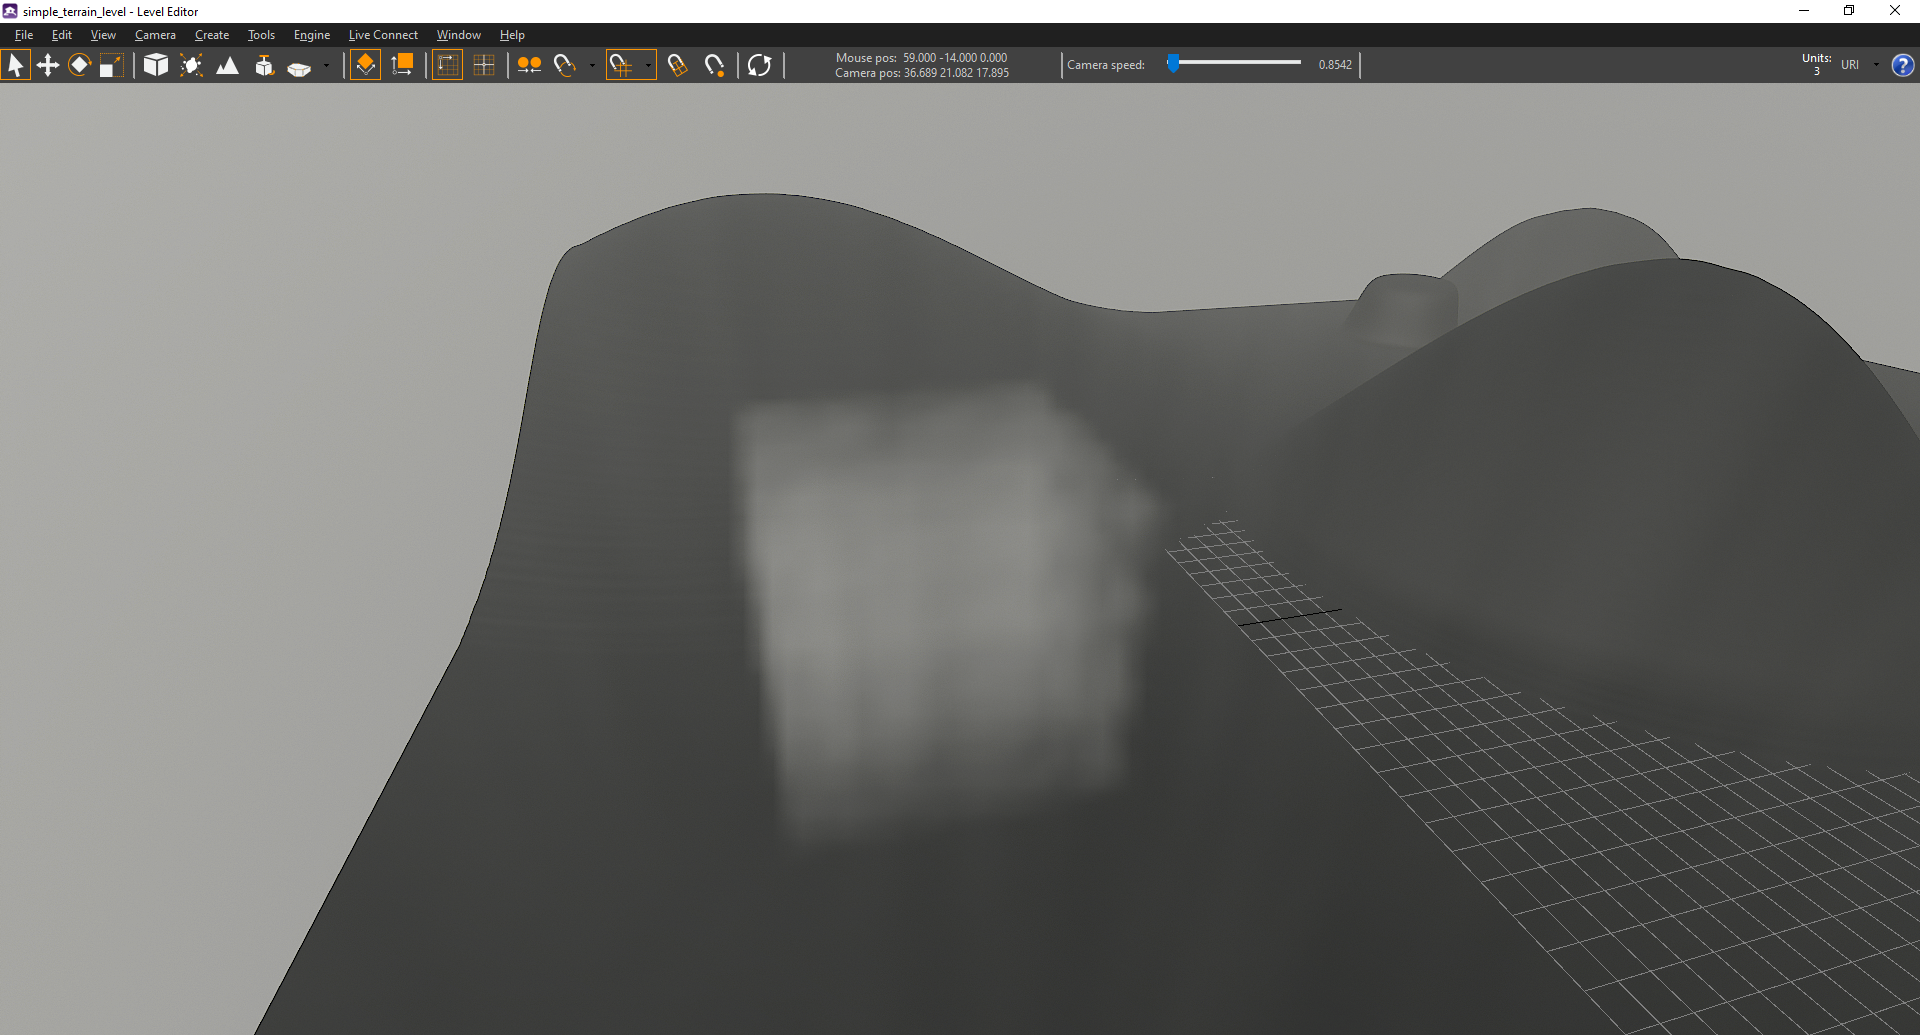 simple_terrain_level - Level Editor
File Edit View Camera Create Tools Engine Live Connect Window Help
Mouse pos: 59.000 -14.000 0.000
Camera pos: 36.689 21.082 17.895
Camera speed: 0.8542
Units:
3
URI
?